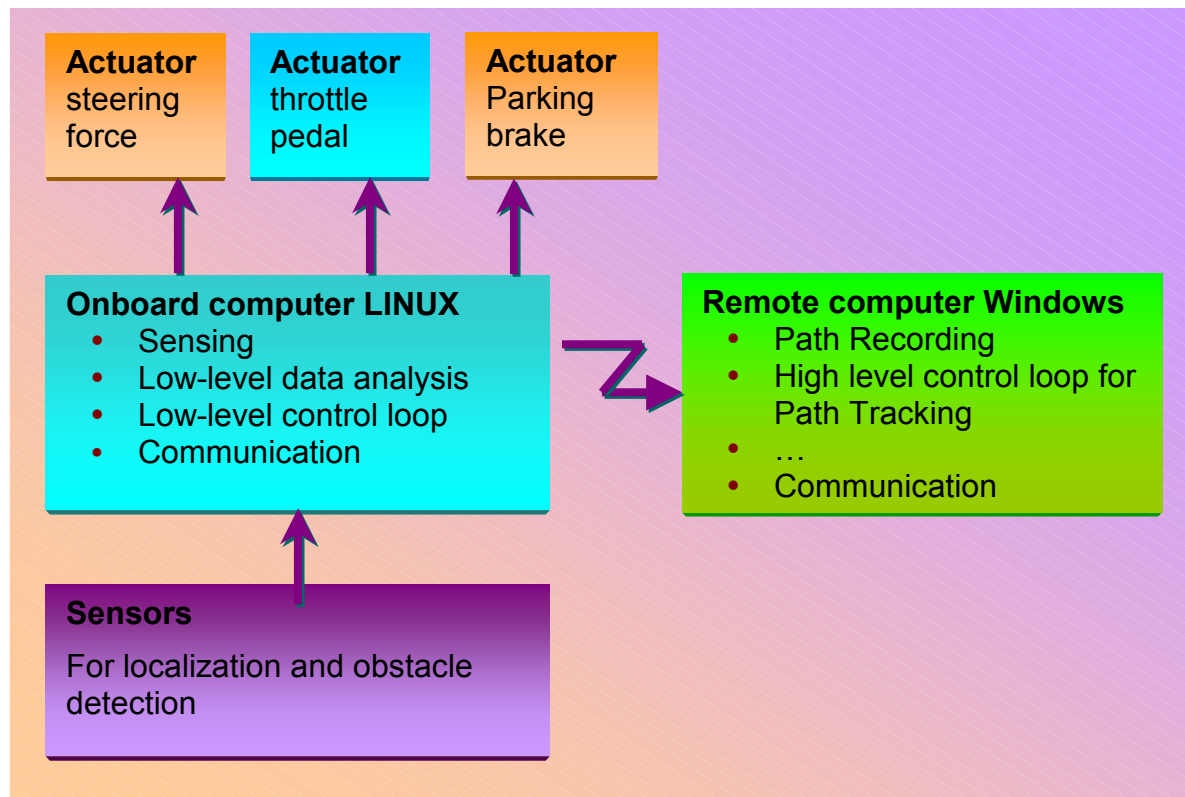 Actuator
steering
force
Actuator
throttle
pedal
Actuator
Parking
brake
Onboard computer LINUX
• Sensing
• Low-level data analysis
• Low-level control loop
• Communication
Remote computer Windows
• Path Recording
• High level control loop for
Path Tracking
• …
• Communication
Sensors
For localization and obstacle
detection